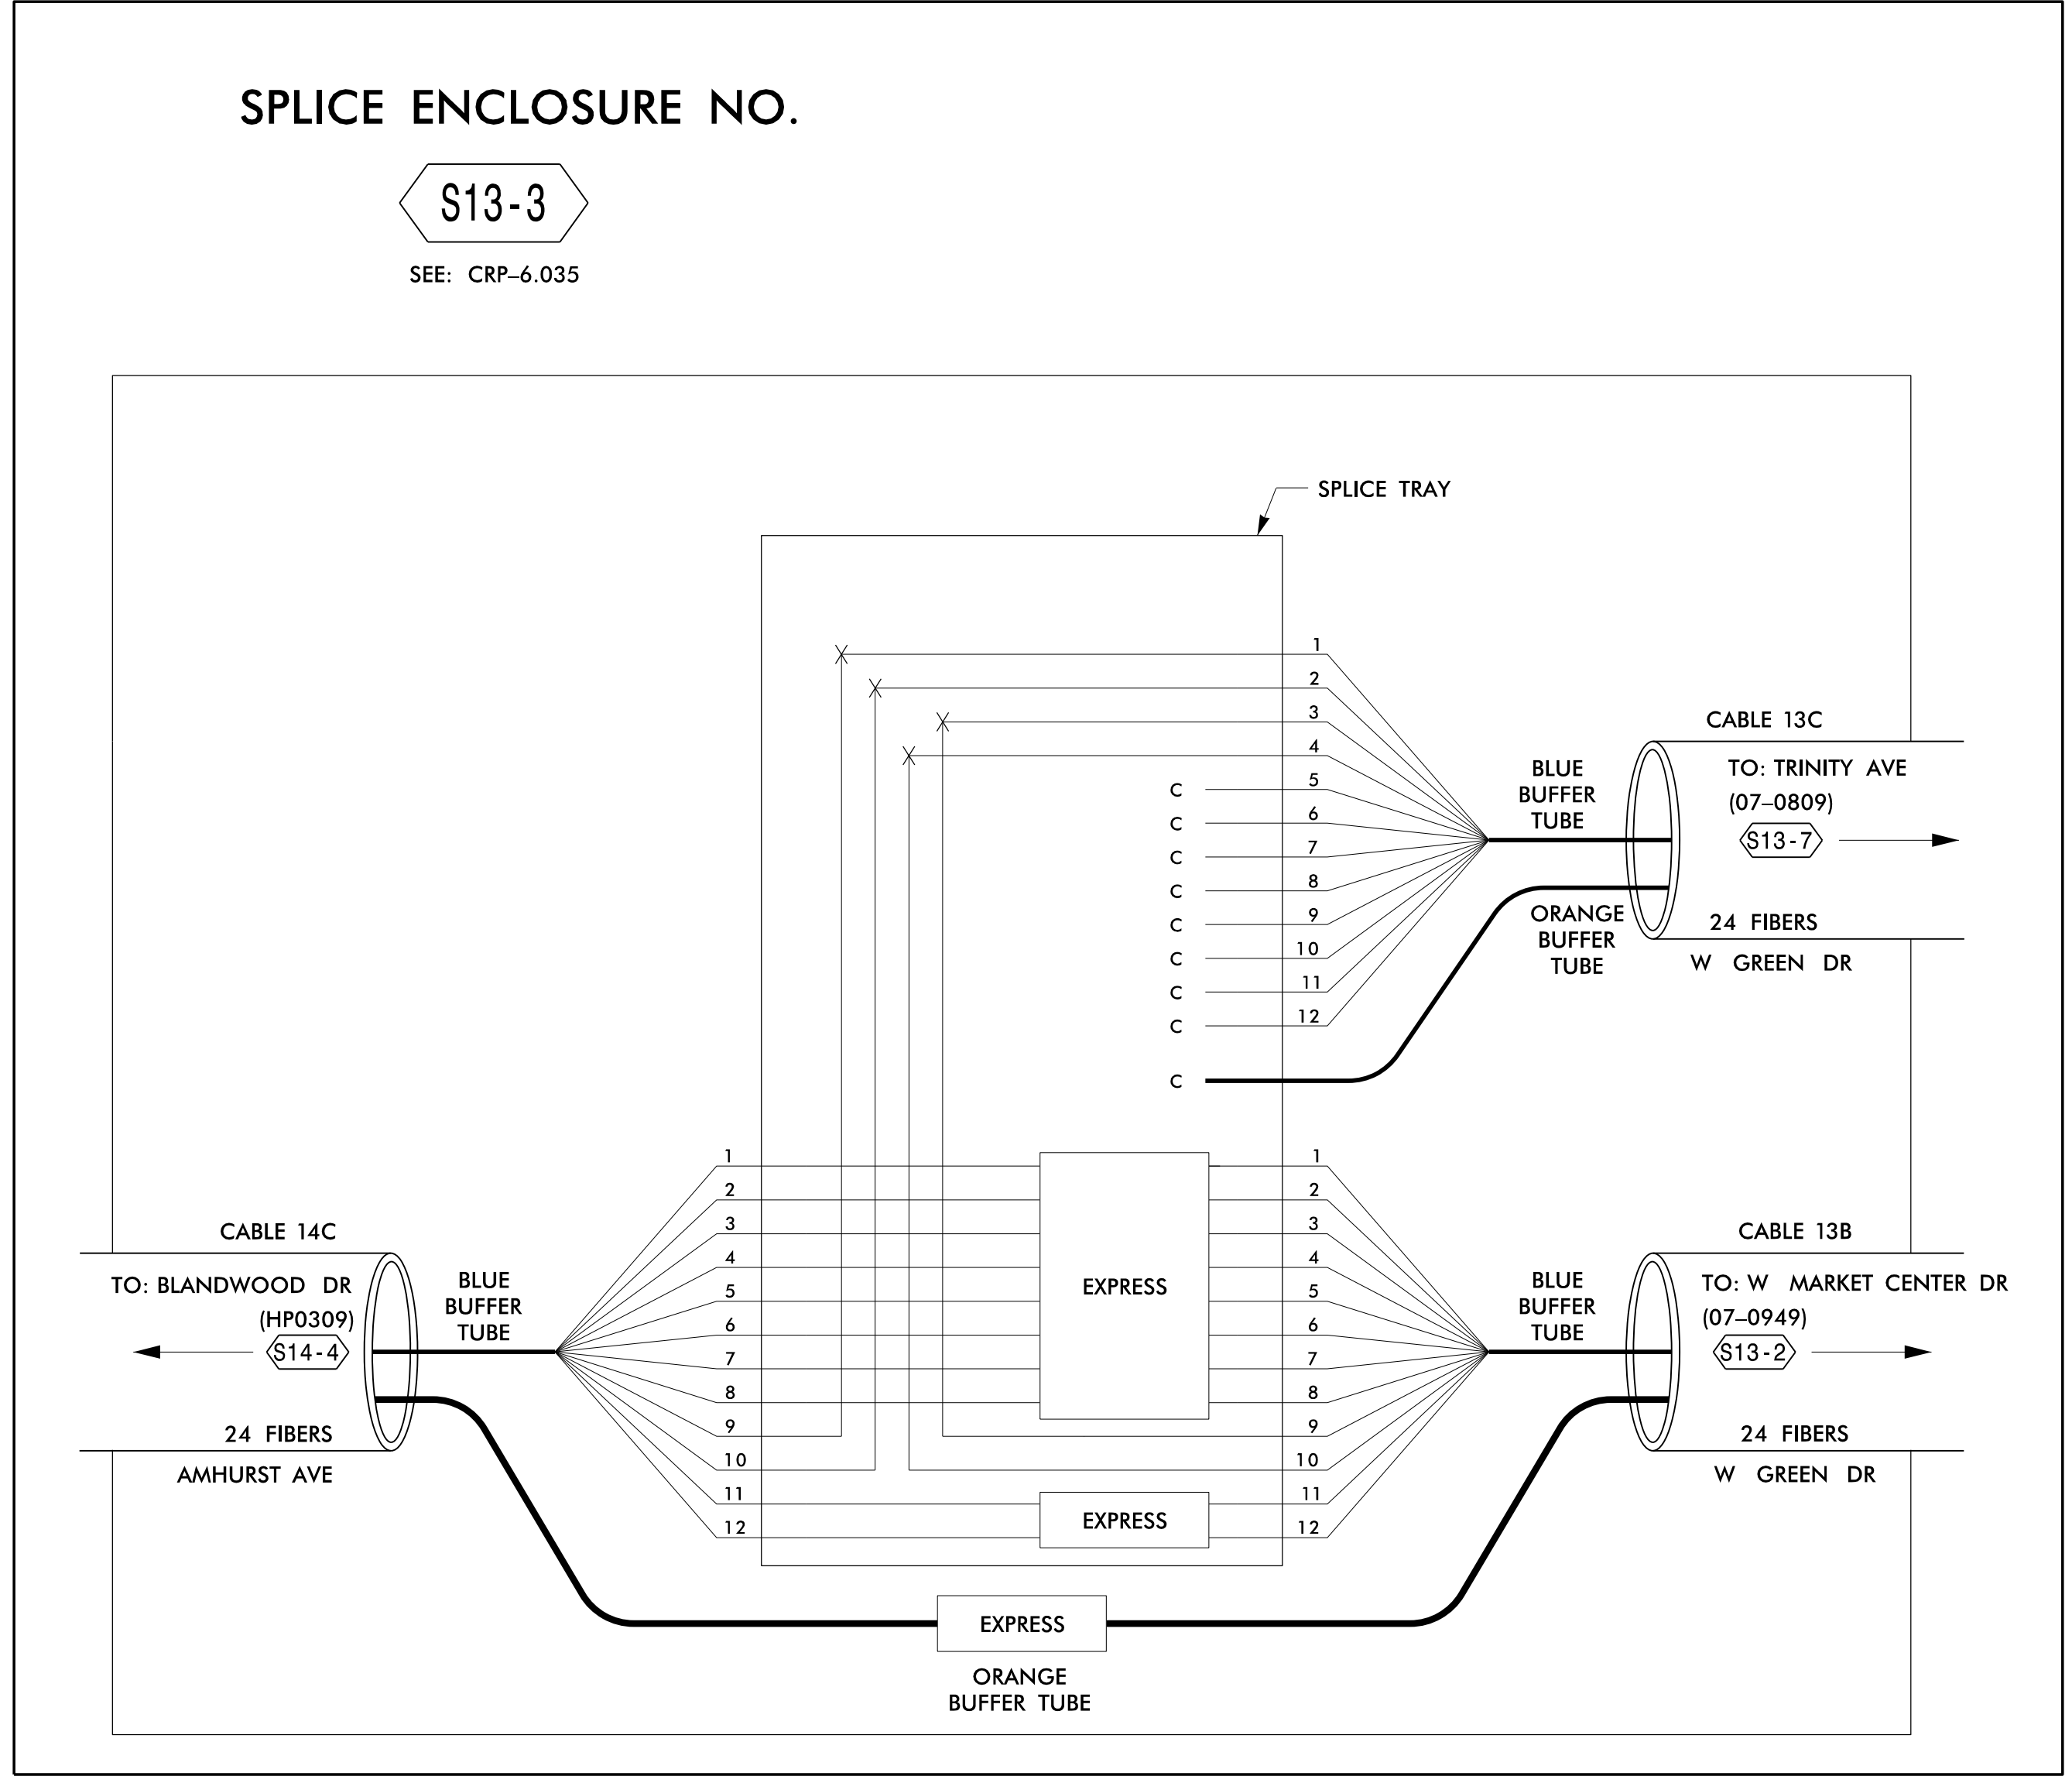 SPLICE ENCLOSURE NO.
S13-3
SEE: CRP–6.035
SPLICE TRAY
1
2
3
4
C 5
C 6
C 7
C 8
C 9
C 10
C 11
C 12
C
BLUE
BUFFER
TUBE
ORANGE
BUFFER
TUBE
CABLE 13C
TO: TRINITY AVE
(07–0809)
S13-7
24 FIBERS
W GREEN DR
CABLE 14C
TO: BLANDWOOD DR
(HP0309)
S14-4
24 FIBERS
AMHURST AVE
BLUE
BUFFER
TUBE
1
2
3
4
5
6
7
8
9
10
11
12
EXPRESS
EXPRESS
1
2
3
4
5
6
7
8
9
10
11
12
BLUE
BUFFER
TUBE
CABLE 13B
TO: W MARKET CENTER DR
(07–0949)
S13-2
24 FIBERS
W GREEN DR
EXPRESS
ORANGE
BUFFER TUBE